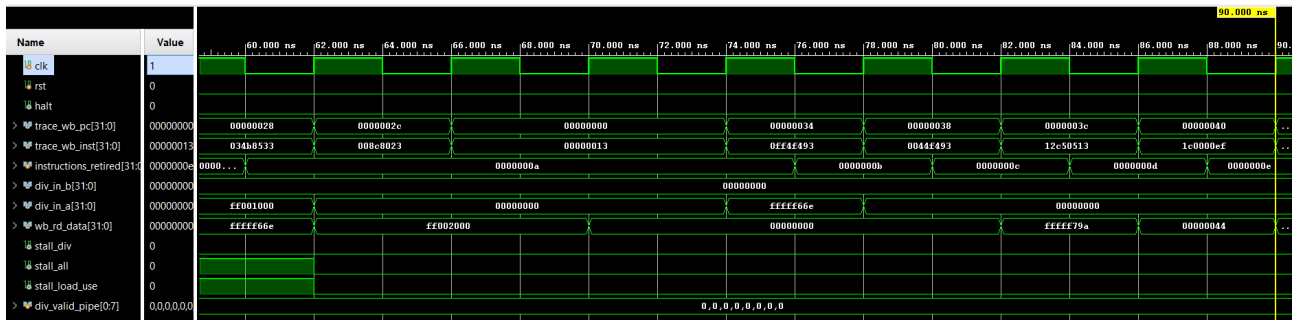 90.000 ns
Name Value
60.000 ns 62.000 ns 64.000 ns 66.000 ns 68.000 ns 70.000 ns 72.000 ns 74.000 ns 76.000 ns 78.000 ns 80.000 ns 82.000 ns 84.000 ns 86.000 ns 88.000 ns 90.
clk 1
rst 0
halt 0
trace_wb_pc[31:0] 00000000 00000028 0000002c 00000000 00000034 00000038 0000003c 00000040 ..
trace_wb_inst[31:0] 00000013 034b8533 008c8023 00000013 0ff4f493 0044f493 12c50513 1c0000ef ..
instructions_retired[31:0 0000000e 0000... 0000000a 0000000b 0000000c 0000000d 0000000e
div_in_b[31:0] 00000000 00000000
div_in_a[31:0] 00000000 ff001000 00000000 fffff66e 00000000
wb_rd_data[31:0] 00000000 fffff66e ff002000 00000000 fffff79a 00000044 ..
stall_div 0
stall_all 0
stall_load_use 0
div_valid_pipe[0:7] 0,0,0,0,0,0 0,0,0,0,0,0,0,0